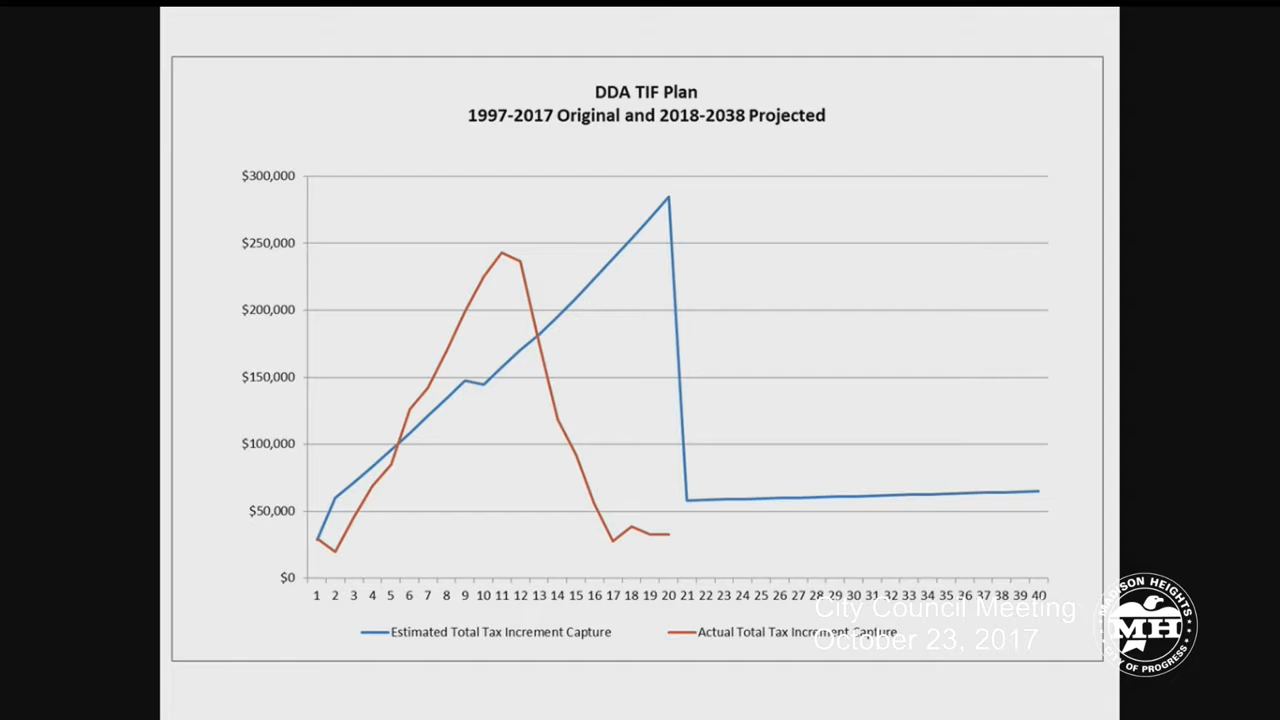 DDA TIF Plan
1997-2017 Original and 2018-2038 Projected
$300,000
$250,000
$200,000
$150,000
$100,000
$50,000
$0
1 2 3 4 5 6 7 8 9 10 11 12 13 14 15 16 17 18 19 20 21 22 23 24 25 26 27 28 29 30 31 32 33 34 35 36 37 38 39 40
Estimated Total Tax Increment Capture Actual Total Tax Increment Capture
City Council Meeting
October 23, 2017
MADISON HEIGHTS
MH
CITY OF PROGRESS